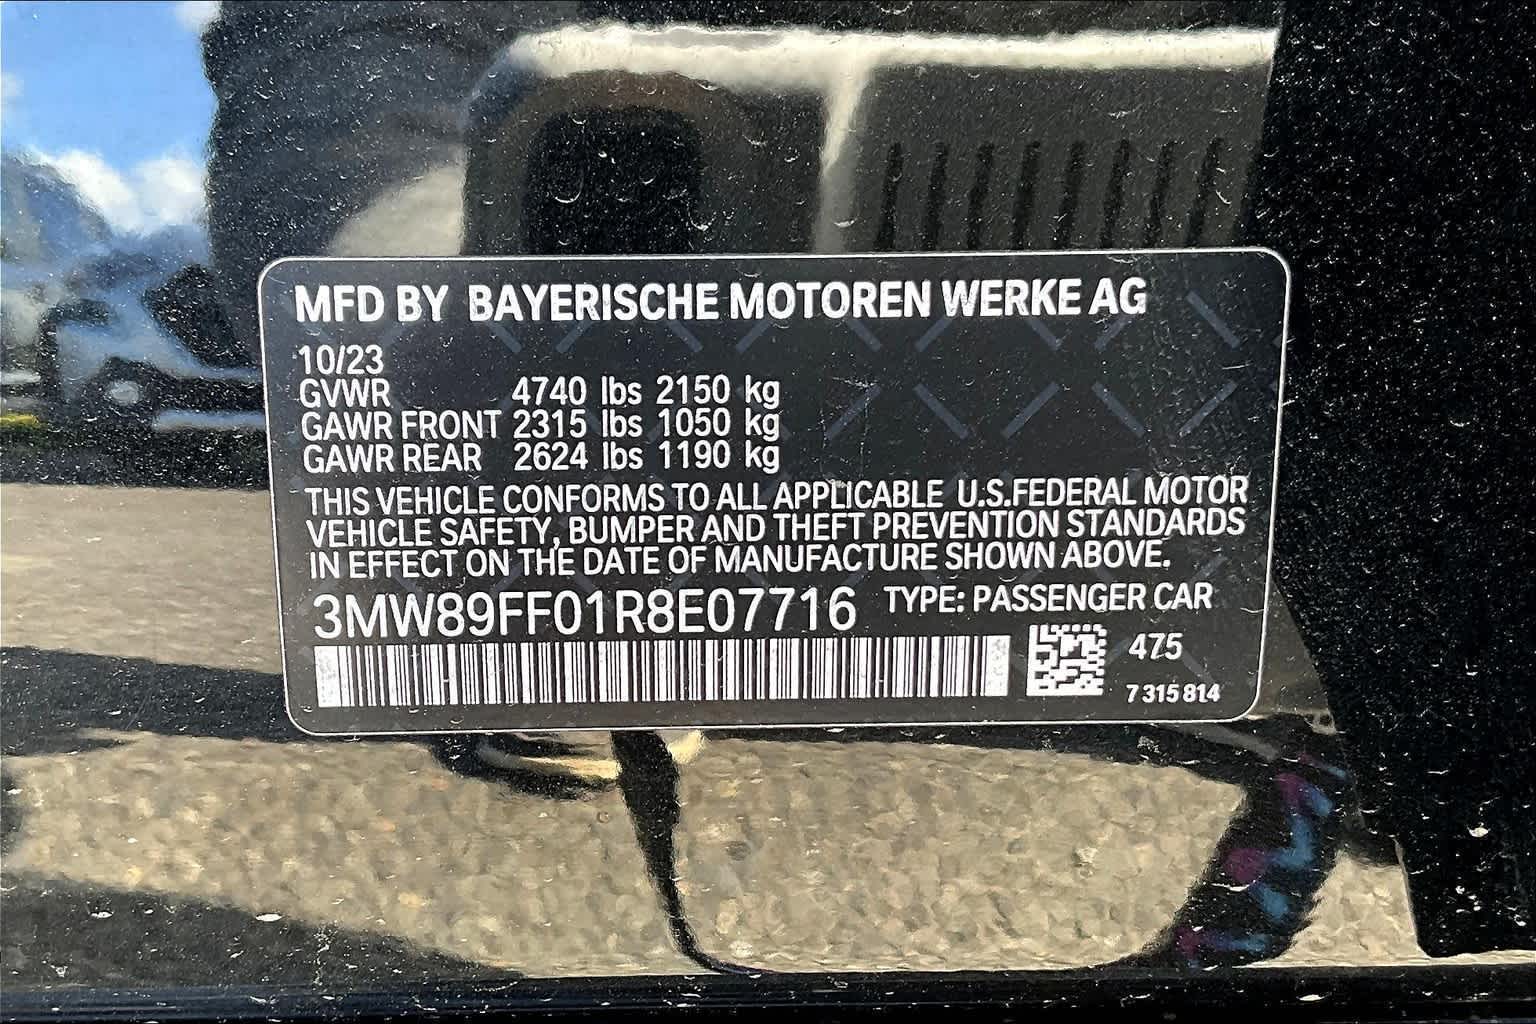 MFD BY BAYERISCHE MOTOREN WERKE AG
10/23
GVWR 4740 lbs 2150 kg
GAWR FRONT 2315 lbs 1050 kg
GAWR REAR 2624 lbs 1190 kg
THIS VEHICLE CONFORMS TO ALL APPLICABLE U.S.FEDERAL MOTOR
VEHICLE SAFETY, BUMPER AND THEFT PREVENTION STANDARDS
IN EFFECT ON THE DATE OF MANUFACTURE SHOWN ABOVE.
3MW89FF01R8E07716 TYPE: PASSENGER CAR
475
7 315 814